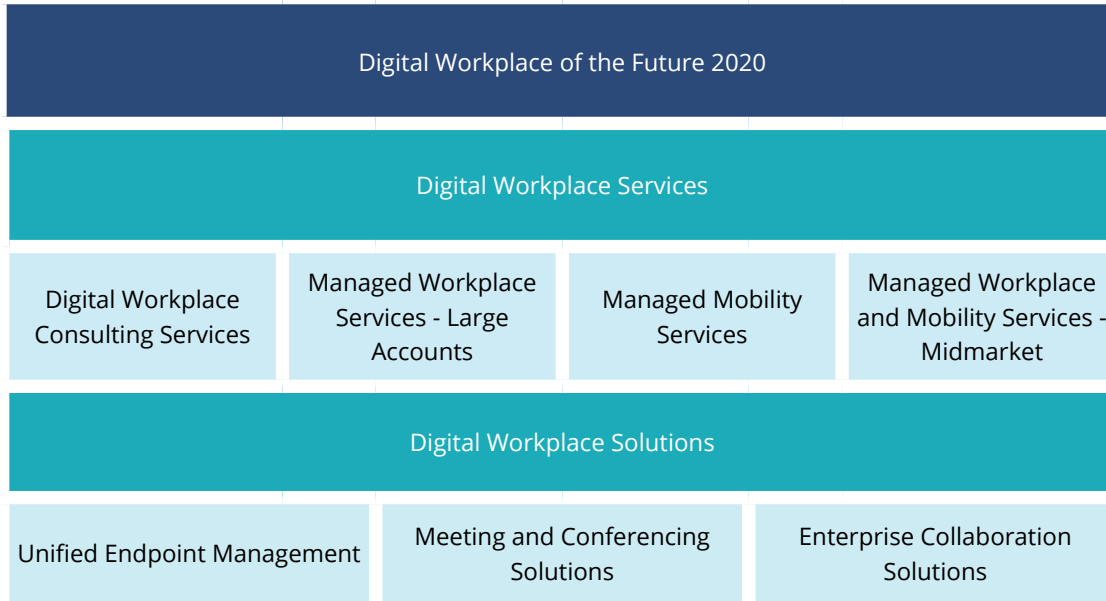 Digital Workplace of the Future 2020
Digital Workplace Services
Digital Workplace
Consulting Services
Managed Workplace
Services - Large
Accounts
Managed Mobility
Services
Managed Workplace
and Mobility Services -
Midmarket
Digital Workplace Solutions
Unified Endpoint Management
Meeting and Conferencing
Solutions
Enterprise Collaboration
Solutions